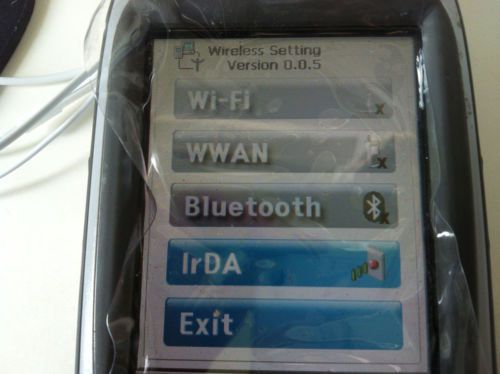 Wireless Setting
Version 0.0.5
Wi-Fi
WWAN
Bluetooth
IrDA
Exit